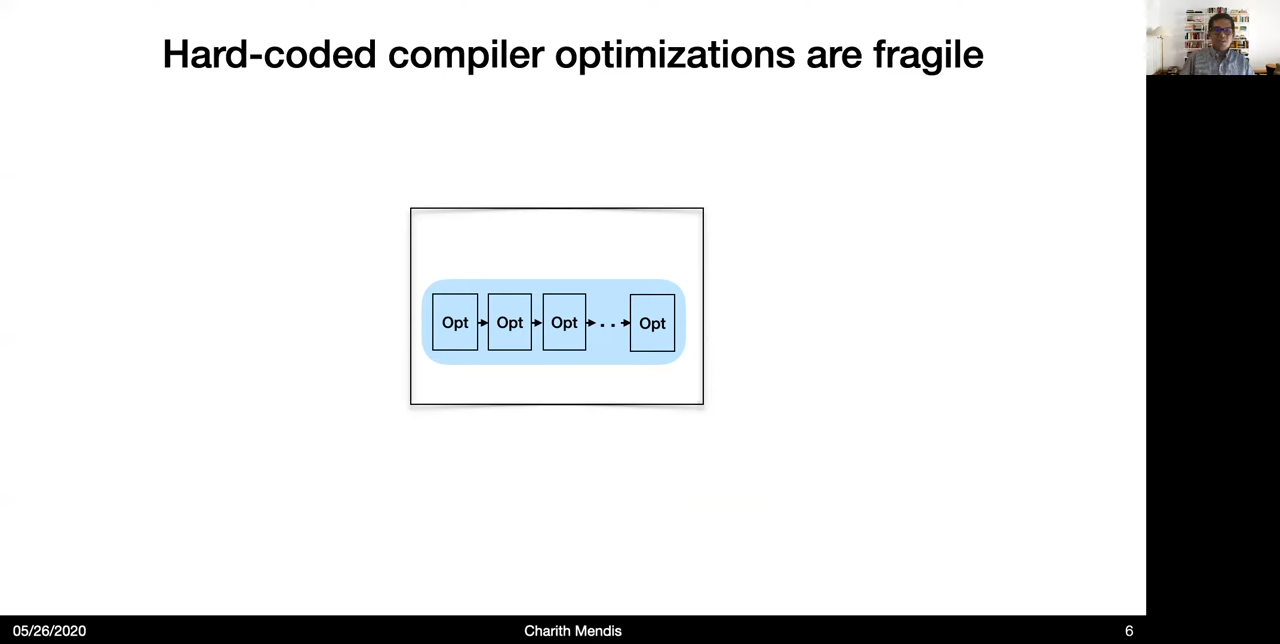 Hard-coded compiler optimizations are fragile
Opt Opt Opt . . Opt
05/26/2020 Charith Mendis 6